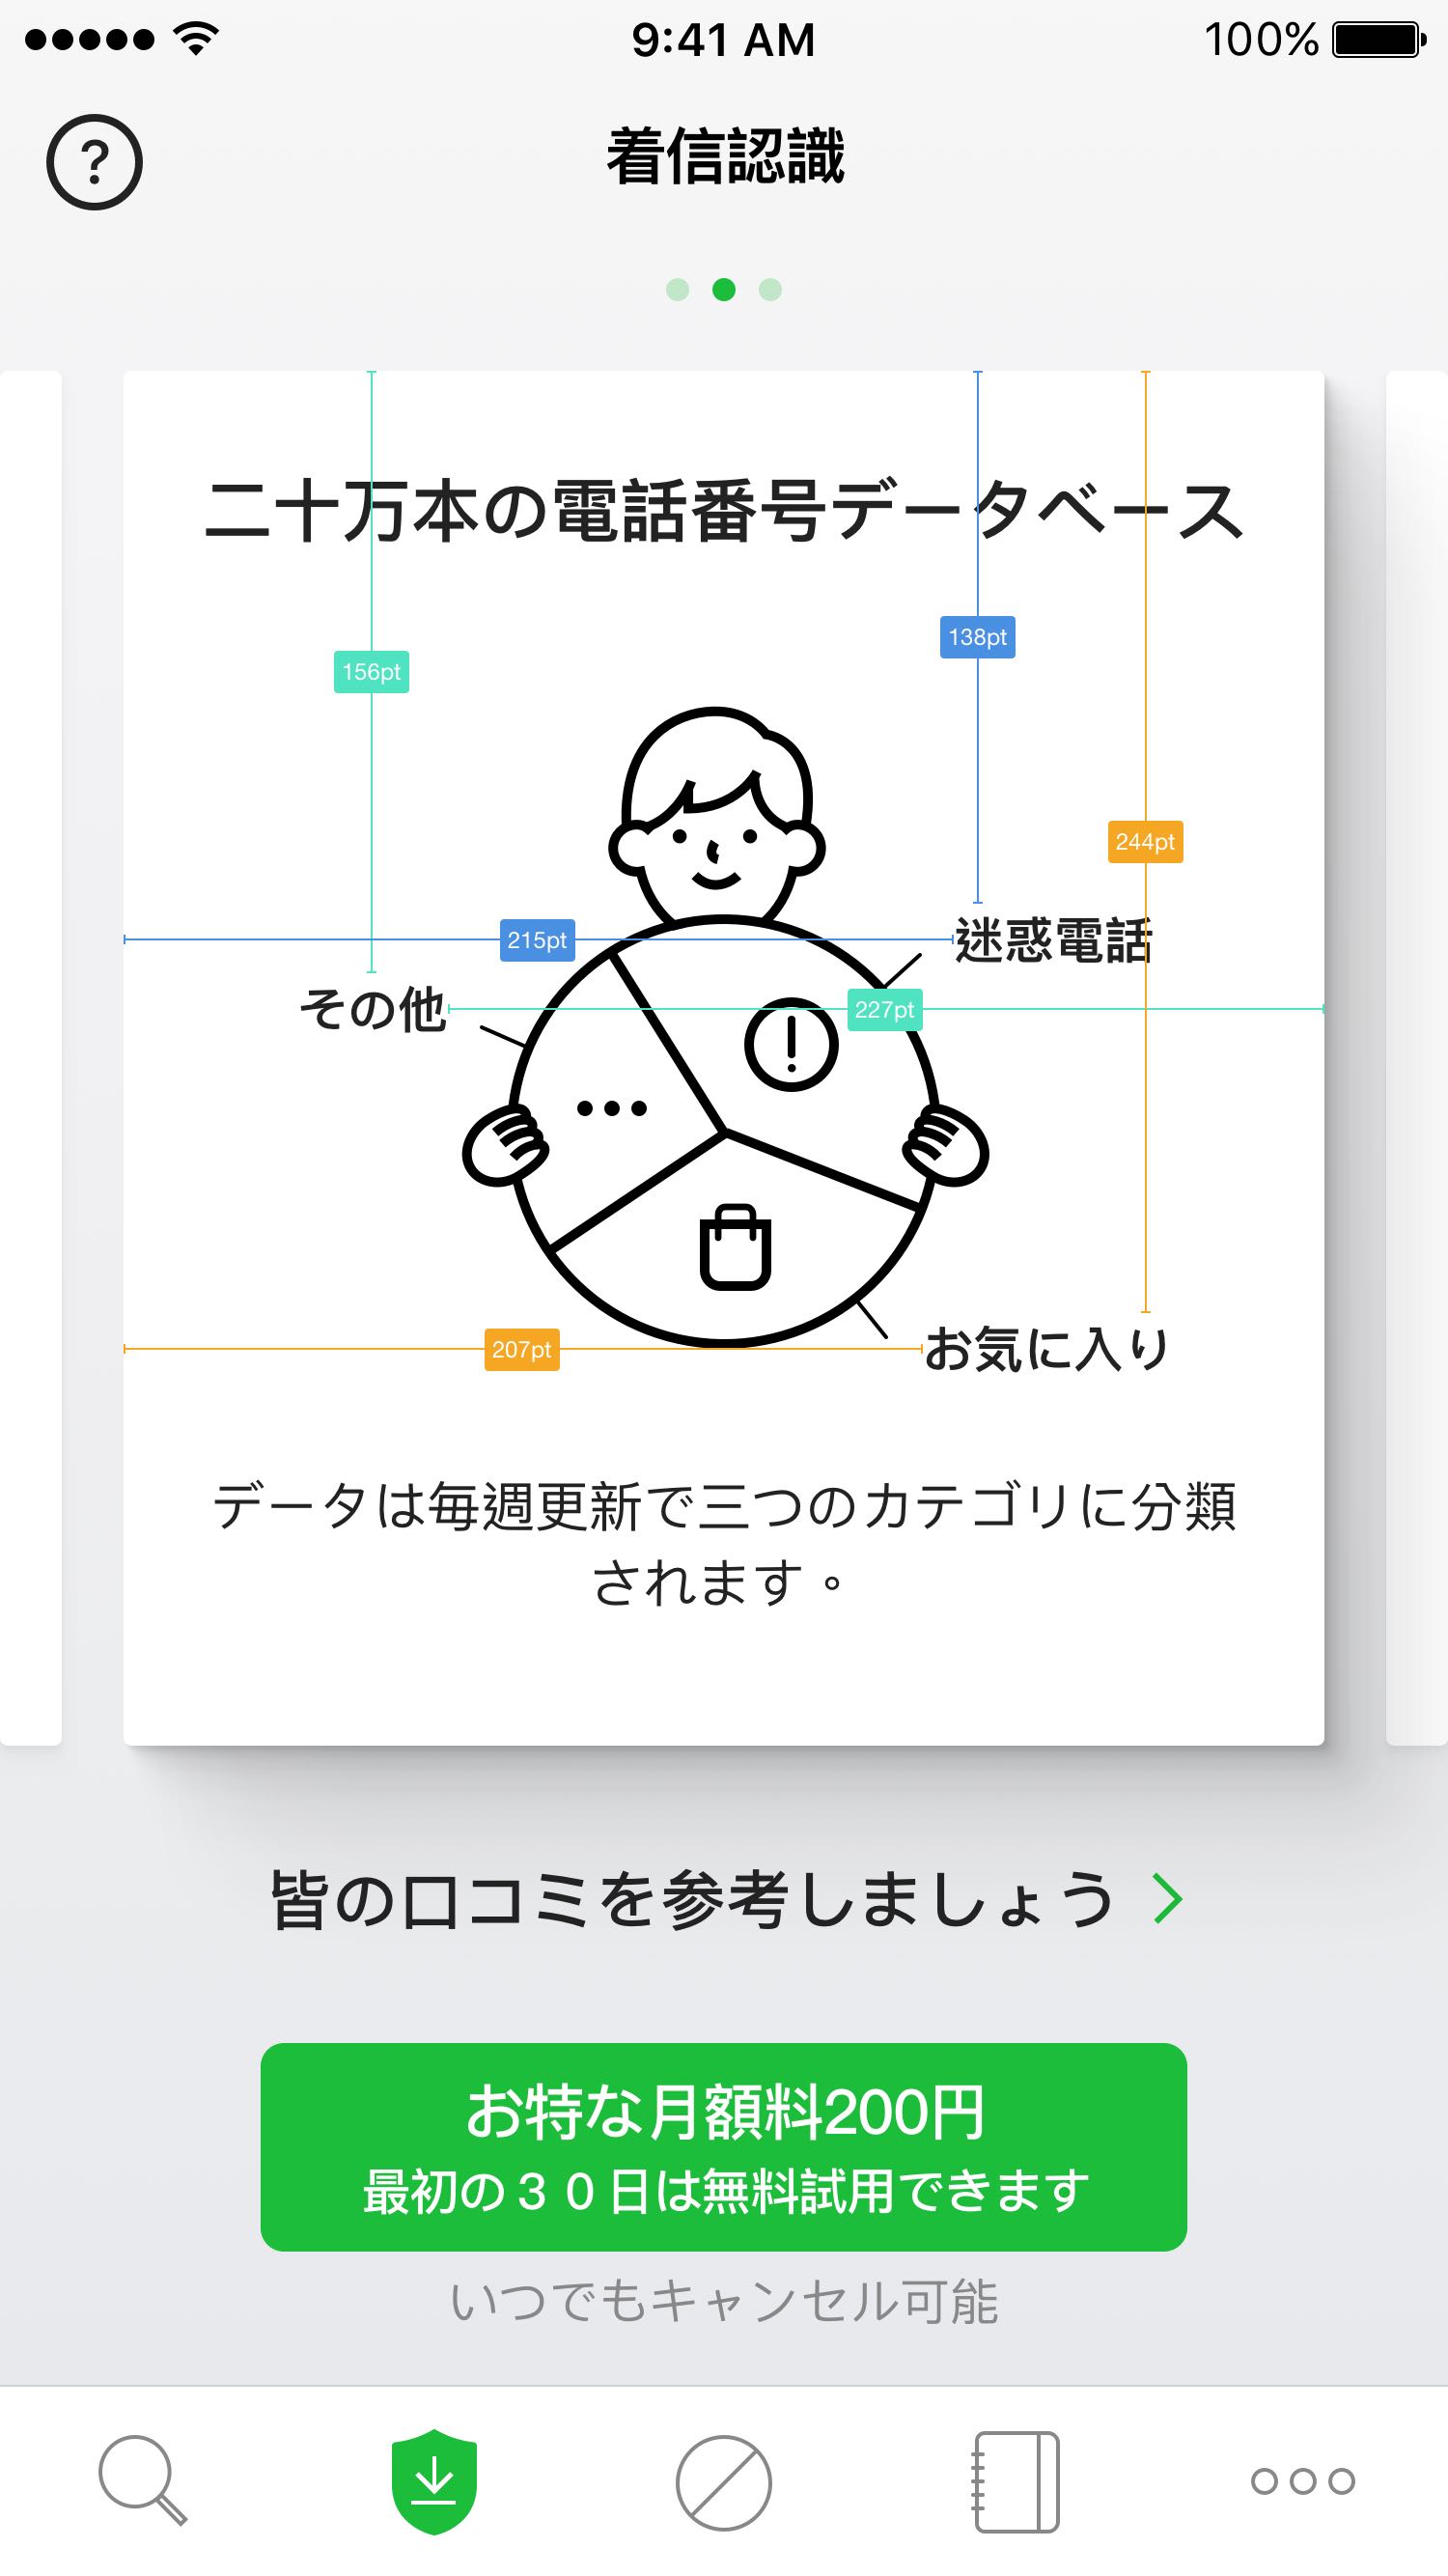 9:41 AM
100%
?
着信認識
二十万本の電話番号データベース
138pt
156pt
244pt
215pt
迷惑電話
227pt
その他
207pt
お気に入り
データは毎週更新で三つのカテゴリに分類
されます。
皆の口コミを参考しましょう
お特な月額料200円
最初の３０日は無料試用できます
いつでもキャンセル可能